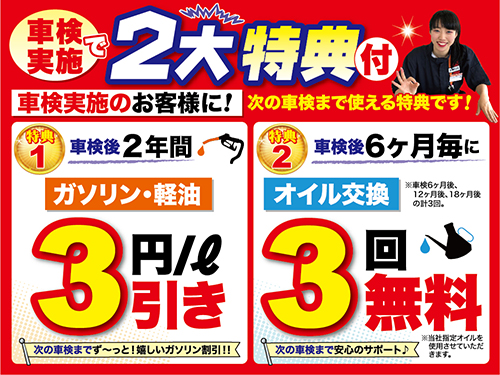 車検実施で2大特典付
車検実施のお客様に!
次の車検まで使える特典です!
特典1
車検後2年間
ガソリン・軽油
3円/ℓ引き
次の車検までず〜っと!嬉しいガソリン割引!!
特典2
車検後6ヶ月毎に
オイル交換
※車検6ヶ月後、
12ヶ月後、18ヶ月後
の計3回。
3回無料
※当社指定オイルを
使用させていただ
きます。
次の車検まで安心のサポート♪